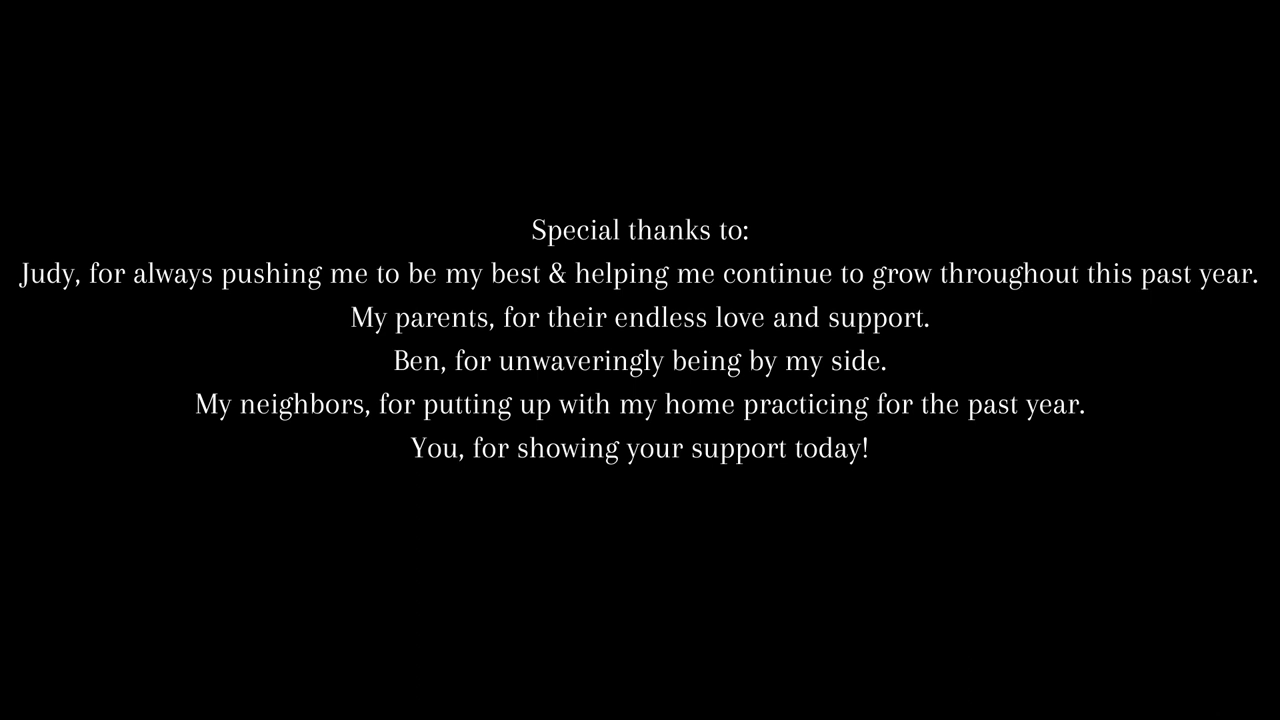 Special thanks to:
Judy, for always pushing me to be my best & helping me continue to grow throughout this past year.
My parents, for their endless love and support.
Ben, for unwaveringly being by my side.
My neighbors, for putting up with my home practicing for the past year.
You, for showing your support today!